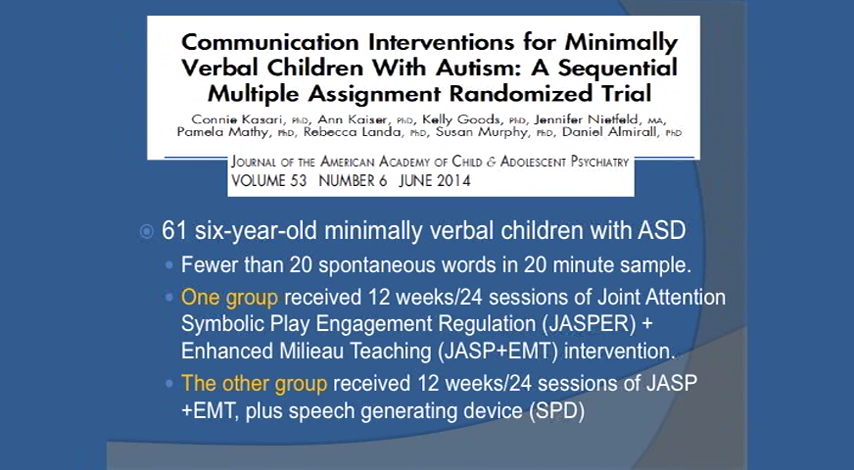 Communication Interventions for Minimally
Verbal Children With Autism: A Sequential
Multiple Assignment Randomized Trial
Connie Kasari, PhD, Ann Kaiser, PhD, Kelly Goods, PhD, Jennifer Nietfeld, MA,
Pamela Mathy, PhD, Rebecca Landa, PhD, Susan Murphy, PhD, Daniel Almirall, PhD
JOURNAL OF THE AMERICAN ACADEMY OF CHILD & ADOLESCENT PSYCHIATRY
VOLUME 53 NUMBER 6 JUNE 2014
61 six-year-old minimally verbal children with ASD
Fewer than 20 spontaneous words in 20 minute sample.
One group received 12 weeks/24 sessions of Joint Attention
Symbolic Play Engagement Regulation (JASPER) +
Enhanced Milieau Teaching (JASP+EMT) intervention.
The other group received 12 weeks/24 sessions of JASP
+EMT, plus speech generating device (SPD)